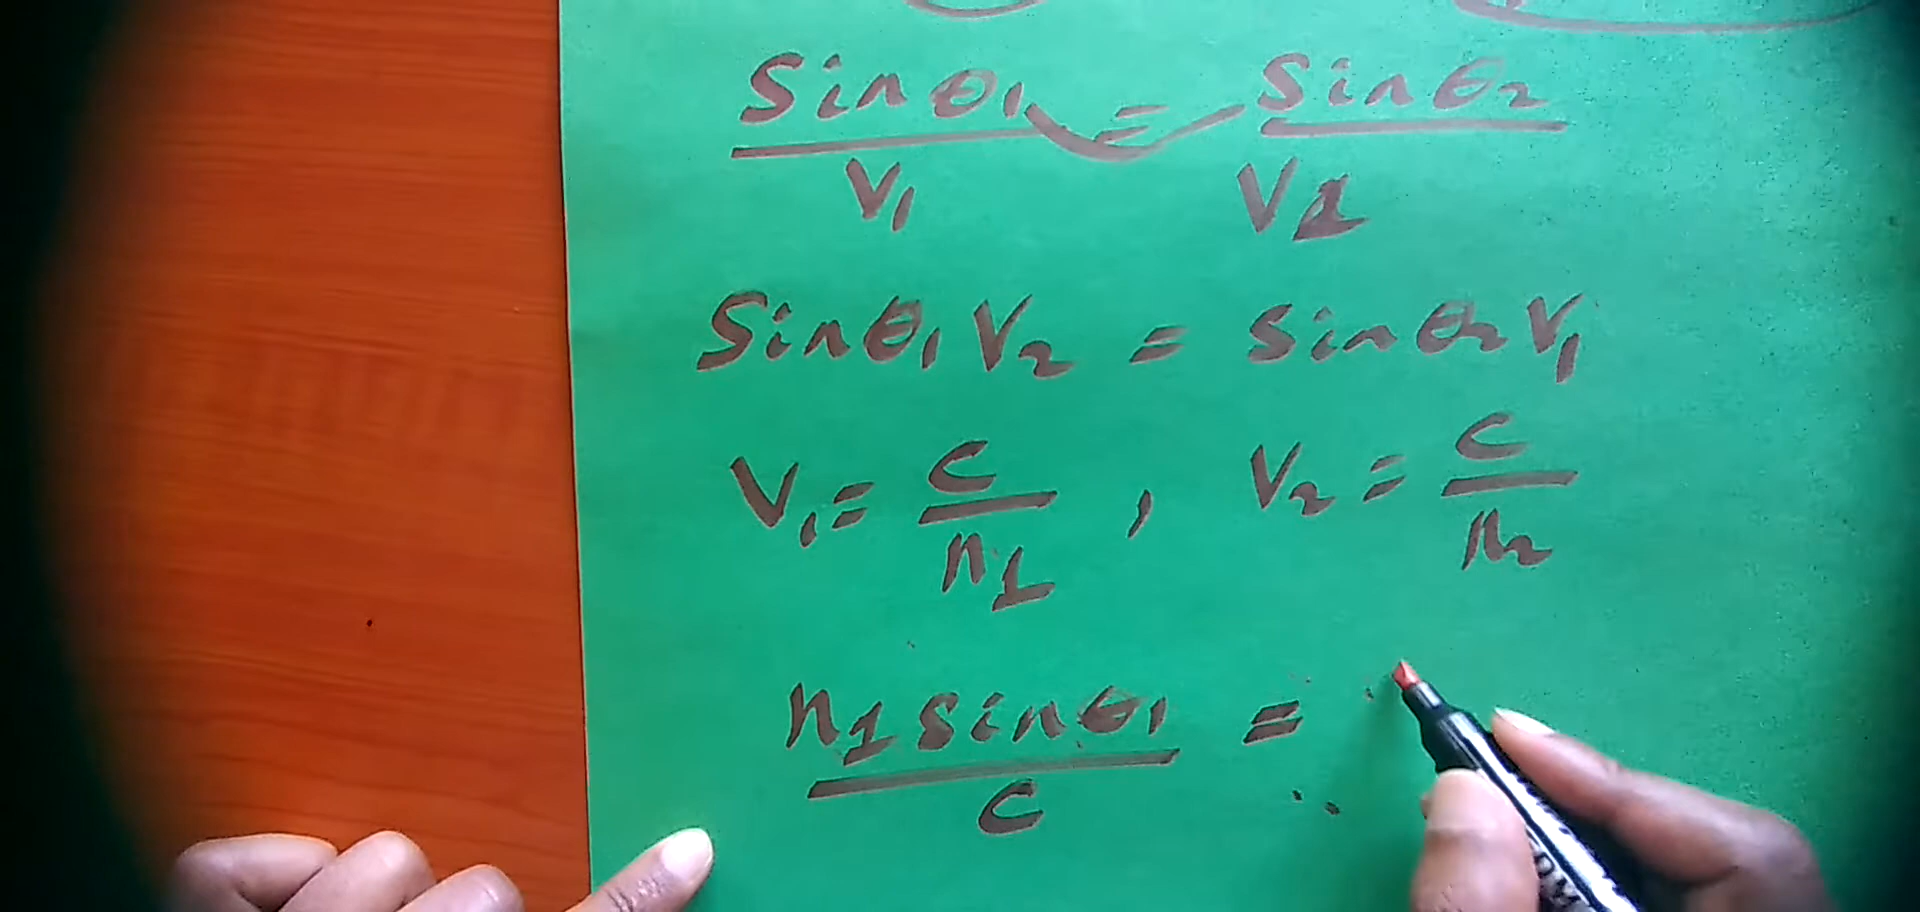 Sinθ1 = Sinθ2
V1 V2
Sinθ1 V2 = Sinθ2 V1
V1 = C/n1 , V2 = C/n2
n1 Sinθ1 =
C